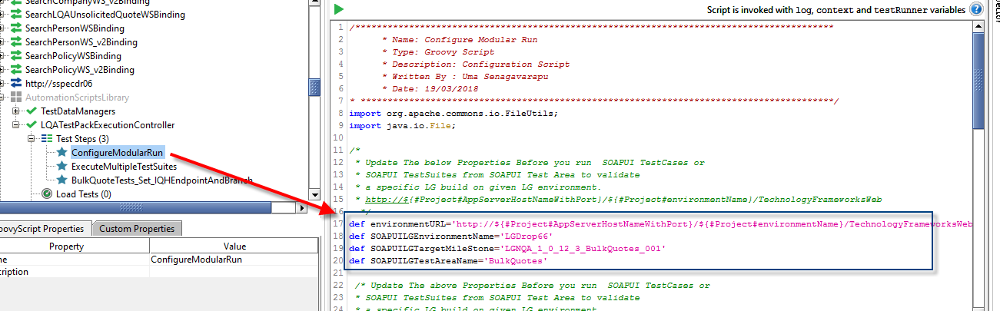 SearchCompanyWS_v2Binding
SearchLQAUnsolicitedQuoteWSBinding
SearchPersonWSBinding
SearchPersonWS_v2Binding
SearchPolicyWSBinding
SearchPolicyWS_v2Binding
http://sspecdr06
AutomationScriptsLibrary
TestDataManagers
LQATestPackExecutionController
Test Steps (3)
ConfigureModularRun
ExecuteMultipleTestSuites
BulkQuoteTests_Set_IQHEndpointAndBranch
Load Tests (0)
oovyScript Properties Custom Properties
Property Value
me ConfigureModularRun
cription
Script is invoked with log, context and testRunner variables ?
1 /*****************************************************************************************
2 * Name: Configure Modular Run
3 * Type: Groovy Script
4 * Description: Configuration Script
5 * Written By : Uma Senagavarapu
6 * Date: 19/03/2018
7 * ****************************************************************************************/
8 import org.apache.commons.io.FileUtils;
9 import java.io.File;
10
11 /*
12 * Update The below Properties Before you run  SOAPUI TestCases or
13 * SOAPUI TestSuites from SOAPUI Test Area to validate
14 * a specific LG build on given LG environment.
15 * http://${#Project#AppServerHostNameWithPort}/${#Project#environmentName}/TechnologyFrameworksWeb
16 */
17 def environmentURL='http://${#Project#AppServerHostNameWithPort}/${#Project#environmentName}/TechnologyFrameworksWeb
18 def SOAPUILGEnvironmentName='LGDrop66'
19 def SOAPUILGTargetMileStone='LGNQA_1_0_12_3_BulkQuotes_001'
20 def SOAPUILGTestAreaName='BulkQuotes'
21
22 /* Update The above Properties Before you run  SOAPUI TestCases or
23 * SOAPUI TestSuites from SOAPUI Test Area to validate
24 * a specific LG build on given LG environment.